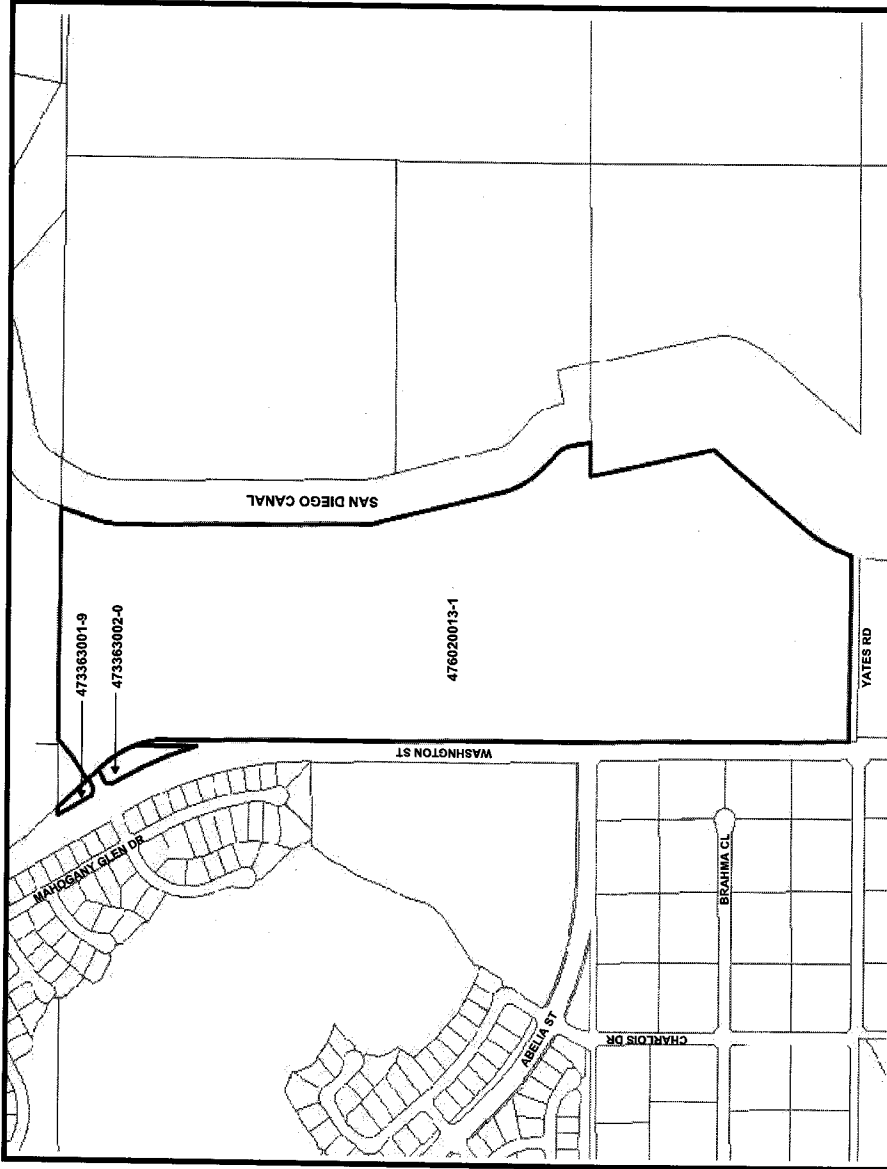 SAN DIEGO CANAL
473363001-9
473363002-0
476020013-1
YATES RD
WASHINGTON ST
MAHOGANY GLEN DR
BRAHMA CL
ABELIA ST
CHARLOIS DR